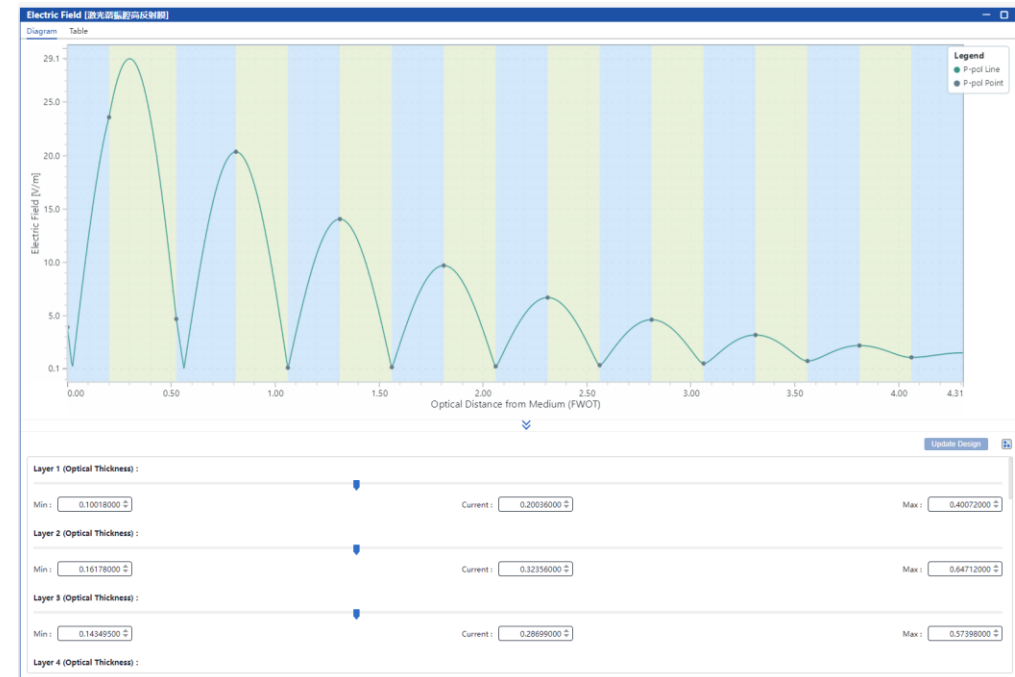 Electric Field [激光諧振腔高反射膜]
Diagram Table
29.1
25.0
20.0
15.0
10.0
5.0
0.1
Electric Field [V/m]
Legend
P-pol Line
P-pol Point
0.00 0.50 1.00 1.50 2.00 2.50 3.00 3.50 4.00 4.31
Optical Distance from Medium (FWOT)
Update Design
Layer 1 (Optical Thickness) :
Min : 0.10018000 Current : 0.20036000 Max : 0.40072000
Layer 2 (Optical Thickness) :
Min : 0.16178000 Current : 0.32356000 Max : 0.64712000
Layer 3 (Optical Thickness) :
Min : 0.14349500 Current : 0.28699000 Max : 0.57398000
Layer 4 (Optical Thickness) :